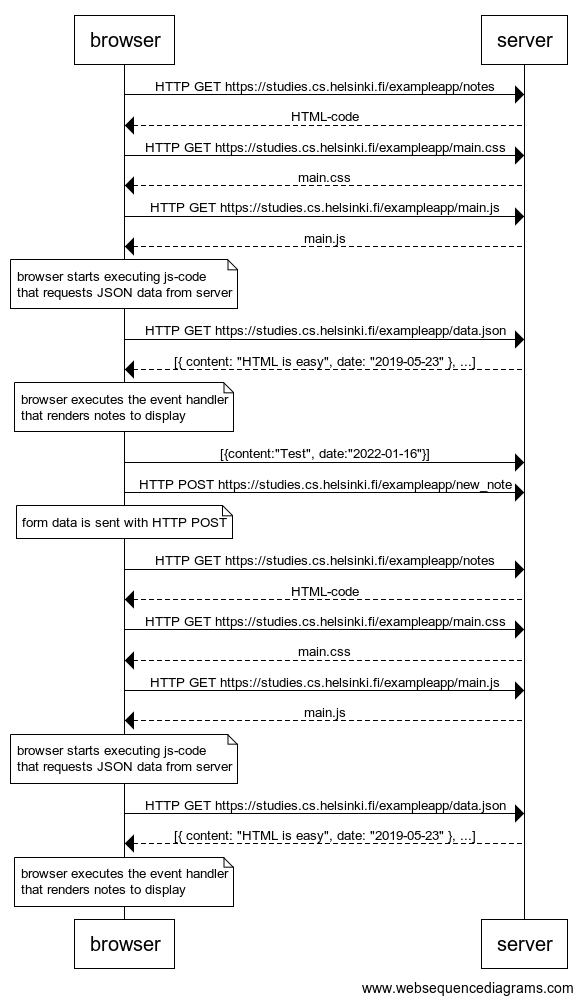 browser server
HTTP GET https://studies.cs.helsinki.fi/exampleapp/notes
HTML-code
HTTP GET https://studies.cs.helsinki.fi/exampleapp/main.css
main.css
HTTP GET https://studies.cs.helsinki.fi/exampleapp/main.js
main.js
browser starts executing js-code
that requests JSON data from server
HTTP GET https://studies.cs.helsinki.fi/exampleapp/data.json
[{ content: "HTML is easy", date: "2019-05-23" }, ...]
browser executes the event handler
that renders notes to display
[{content:"Test", date:"2022-01-16"}]
HTTP POST https://studies.cs.helsinki.fi/exampleapp/new_note
form data is sent with HTTP POST
HTTP GET https://studies.cs.helsinki.fi/exampleapp/notes
HTML-code
HTTP GET https://studies.cs.helsinki.fi/exampleapp/main.css
main.css
HTTP GET https://studies.cs.helsinki.fi/exampleapp/main.js
main.js
browser starts executing js-code
that requests JSON data from server
HTTP GET https://studies.cs.helsinki.fi/exampleapp/data.json
[{ content: "HTML is easy", date: "2019-05-23" }, ...]
browser executes the event handler
that renders notes to display
browser server
www.websequencediagrams.com